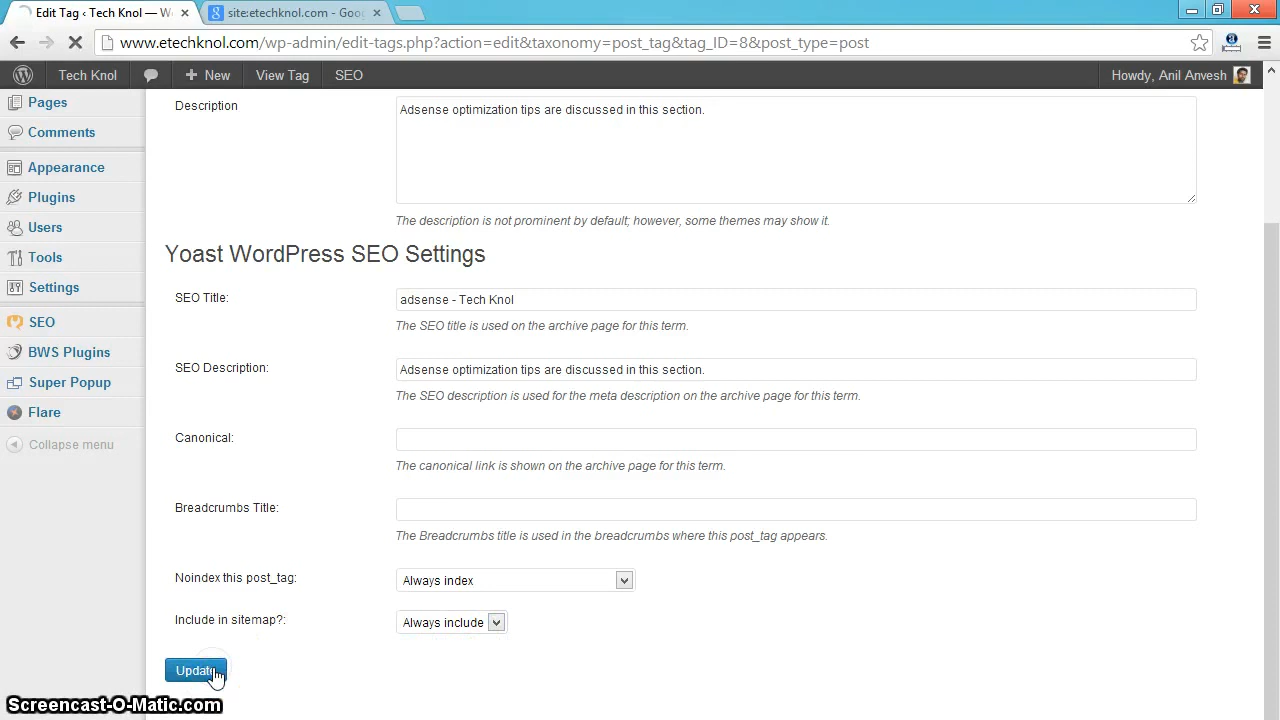 Edit Tag ‹ Tech Knol — W
site:etechknol.com - Goo
www.etechknol.com/wp-admin/edit-tags.php?action=edit&taxonomy=post_tag&tag_ID=8&post_type=post
Tech Knol
New
View Tag
SEO
Howdy, Anil Anvesh
Pages
Comments
Appearance
Plugins
Users
Tools
Settings
SEO
BWS Plugins
Super Popup
Flare
Collapse menu
Description
Adsense optimization tips are discussed in this section.
The description is not prominent by default; however, some themes may show it.
Yoast WordPress SEO Settings
SEO Title:
adsense - Tech Knol
The SEO title is used on the archive page for this term.
SEO Description:
Adsense optimization tips are discussed in this section.
The SEO description is used for the meta description on the archive page for this term.
Canonical:
The canonical link is shown on the archive page for this term.
Breadcrumbs Title:
The Breadcrumbs title is used in the breadcrumbs where this post_tag appears.
Noindex this post_tag:
Always index
Include in sitemap?:
Always include
Update
Screencast-O-Matic.com